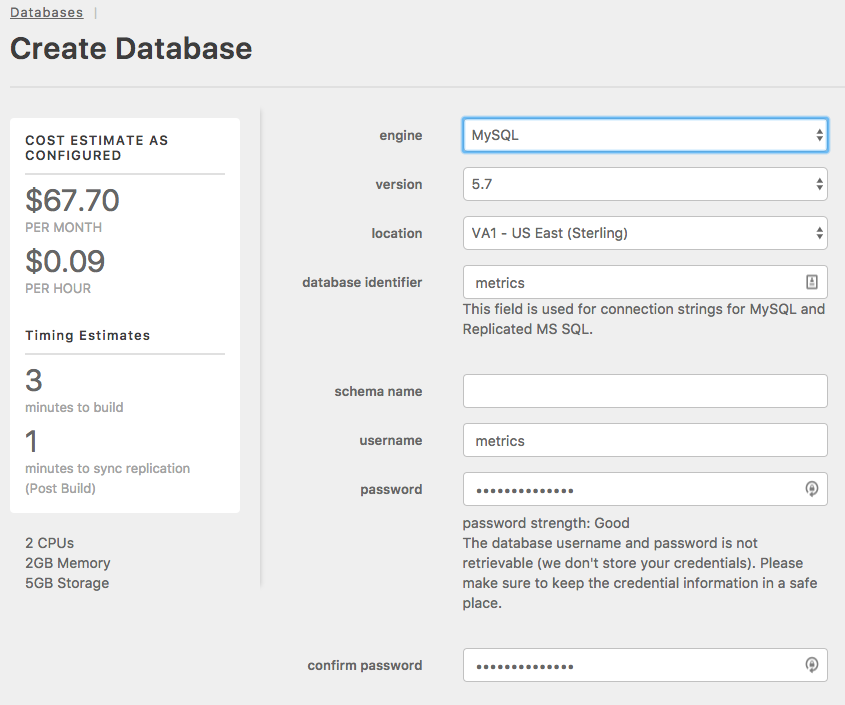 Databases |
Create Database
COST ESTIMATE AS
CONFIGURED
$67.70
PER MONTH
$0.09
PER HOUR
Timing Estimates
3
minutes to build
1
minutes to sync replication
(Post Build)
2 CPUs
2GB Memory
5GB Storage
engine
MySQL
version
5.7
location
VA1 - US East (Sterling)
database identifier
metrics
This field is used for connection strings for MySQL and
Replicated MS SQL.
schema name
username
metrics
password
••••••••••••••
password strength: Good
The database username and password is not
retrievable (we don't store your credentials). Please
make sure to keep the credential information in a safe
place.
confirm password
••••••••••••••